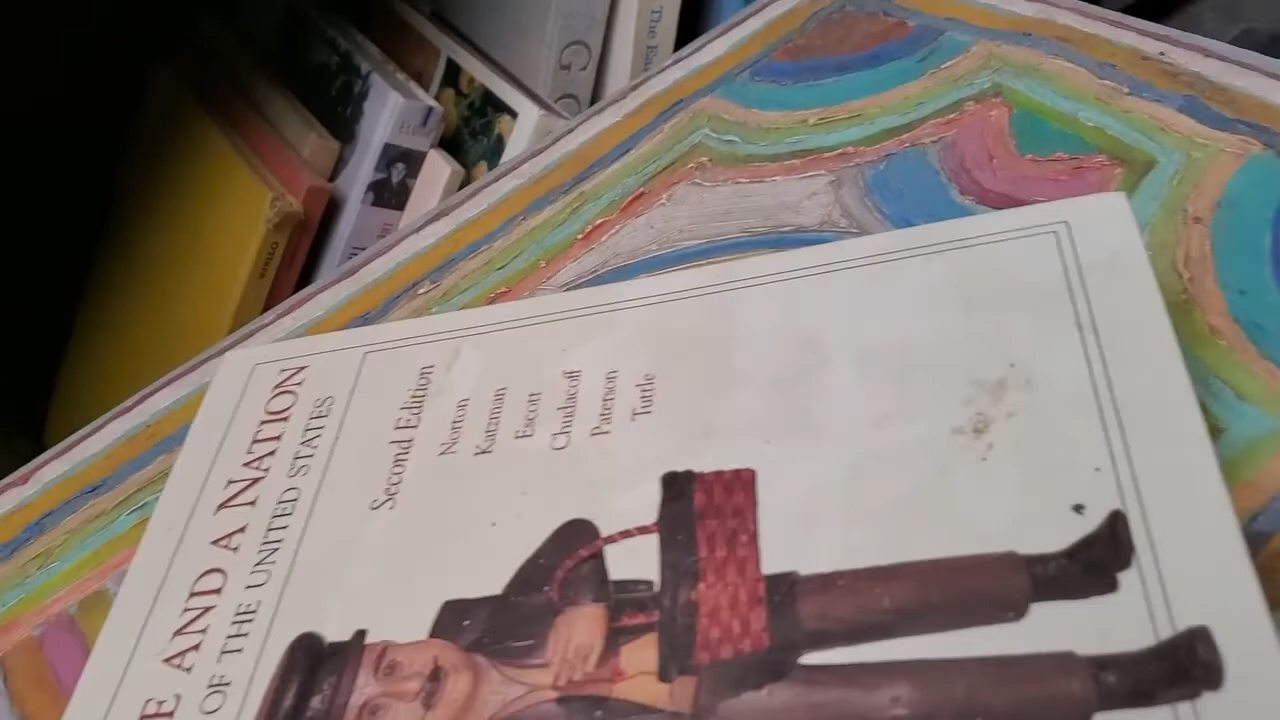 E AND A NATION
OF THE UNITED STATES
Second Edition
Norton
Katzman
Escott
Chudacoff
Paterson
Tuttle